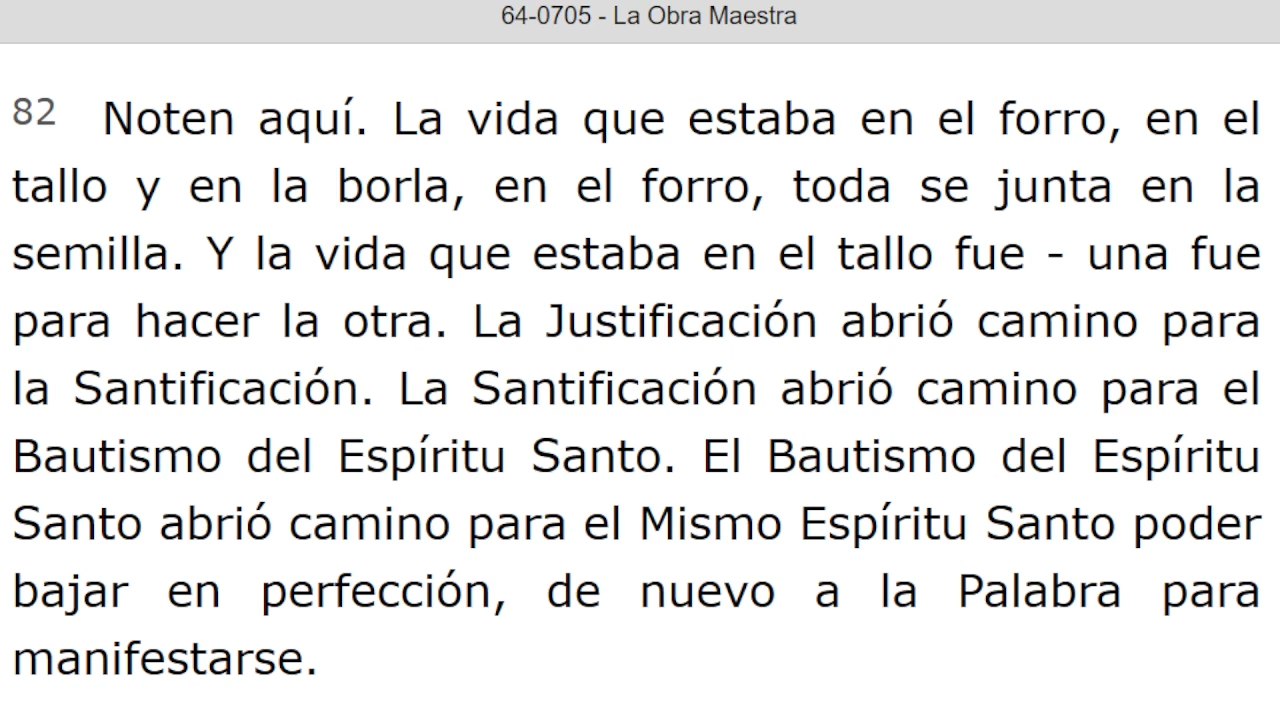 64-0705 - La Obra Maestra
82 Noten aquí. La vida que estaba en el forro, en el
tallo y en la borla, en el forro, toda se junta en la
semilla. Y la vida que estaba en el tallo fue - una fue
para hacer la otra. La Justificación abrió camino para
la Santificación. La Santificación abrió camino para el
Bautismo del Espíritu Santo. El Bautismo del Espíritu
Santo abrió camino para el Mismo Espíritu Santo poder
bajar en perfección, de nuevo a la Palabra para
manifestarse.